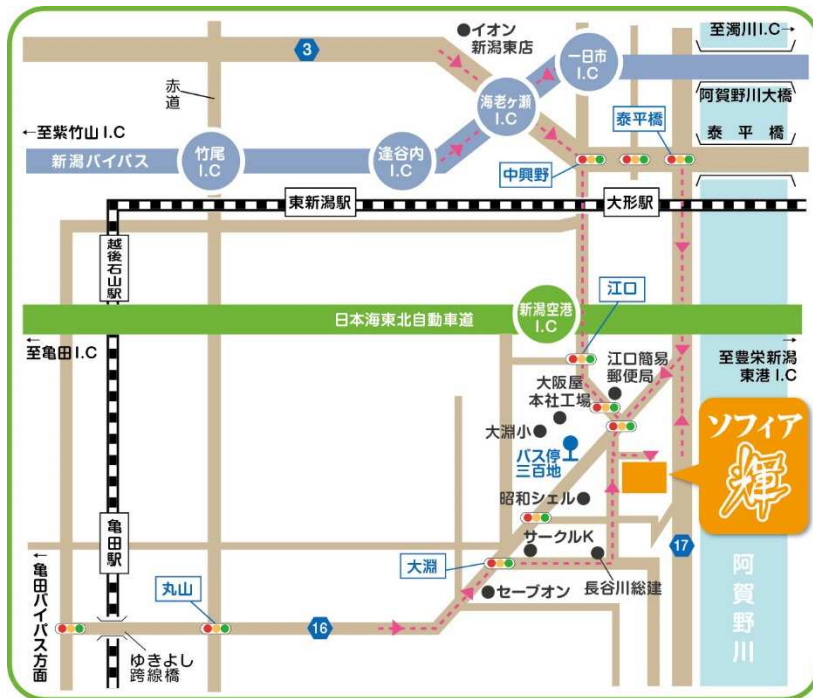 イオン
新潟東店
3
一日市
I.C
至濁川I.C
赤道
海老ヶ瀬
I.C
阿賀野川大橋
泰平橋
泰平橋
至紫竹山I.C
新潟バイパス
竹尾
I.C
逢谷内
I.C
中興野
東新潟駅
大形駅
越後石山駅
江口
新潟空港
I.C
日本海東北自動車道
至亀田I.C
至豊栄新潟
東港I.C
江口簡易
郵便局
大阪屋
本社工場
大淵小
バス停
三百地
ソフィア
輝
昭和シェル
サークルK
17
亀田駅
大淵
長谷川総建
阿賀野川
セーブオン
亀田バイパス方面
丸山
16
ゆきよし
跨線橋